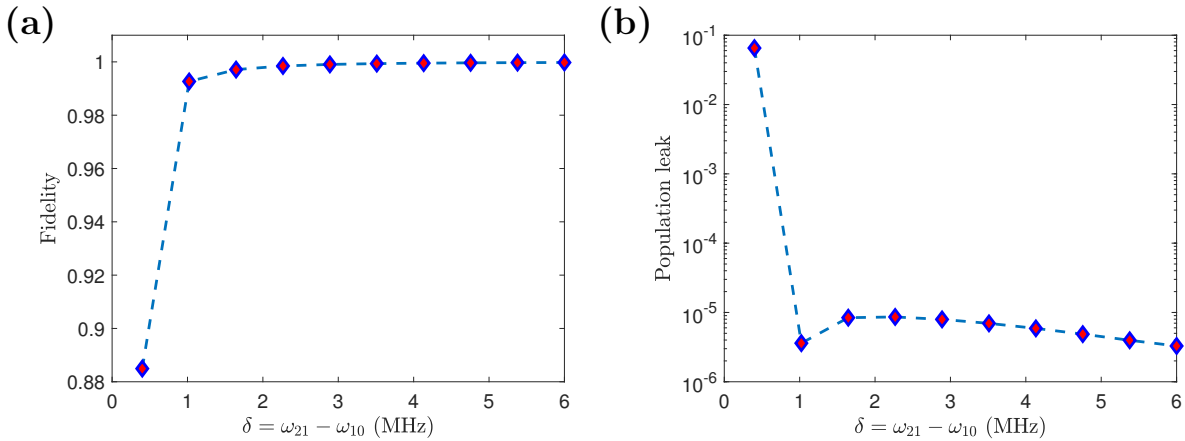 (a)
Fidelity
1
0.98
0.96
0.94
0.92
0.9
0.88
0 1 2 3 4 5 6
δ = ω₂₁ − ω₁₀ (MHz)
(b)
Population leak
10⁻¹
10⁻²
10⁻³
10⁻⁴
10⁻⁵
10⁻⁶
0 1 2 3 4 5 6
δ = ω₂₁ − ω₁₀ (MHz)